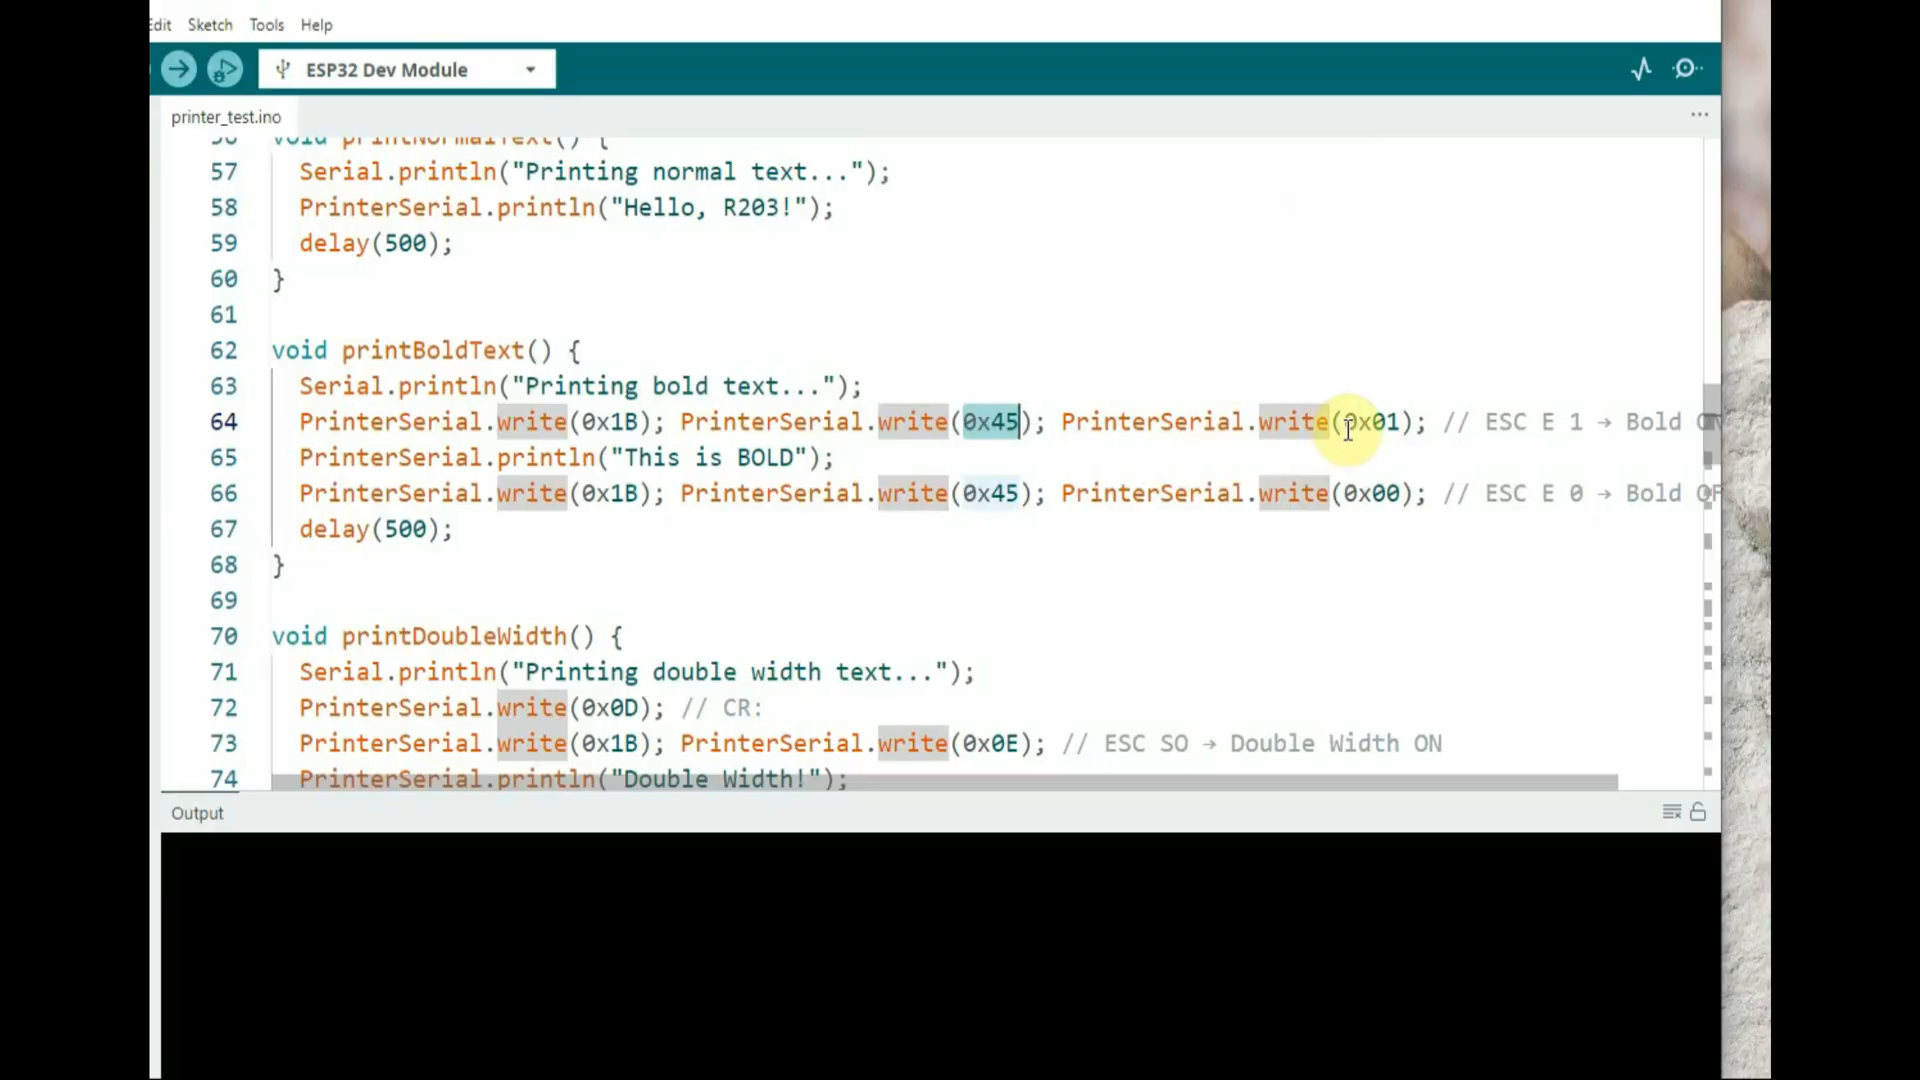 Edit Sketch Tools Help
ESP32 Dev Module
printer_test.ino
56 void printNormalText() {
57 Serial.println("Printing normal text...");
58 PrinterSerial.println("Hello, R203!");
59 delay(500);
60 }
61
62 void printBoldText() {
63 Serial.println("Printing bold text...");
64 PrinterSerial.write(0x1B); PrinterSerial.write(0x45); PrinterSerial.write(0x01); // ESC E 1 → Bold ON
65 PrinterSerial.println("This is BOLD");
66 PrinterSerial.write(0x1B); PrinterSerial.write(0x45); PrinterSerial.write(0x00); // ESC E 0 → Bold OF
67 delay(500);
68 }
69
70 void printDoubleWidth() {
71 Serial.println("Printing double width text...");
72 PrinterSerial.write(0x0D); // CR:
73 PrinterSerial.write(0x1B); PrinterSerial.write(0x0E); // ESC SO → Double Width ON
74 PrinterSerial.println("Double Width!");
Output